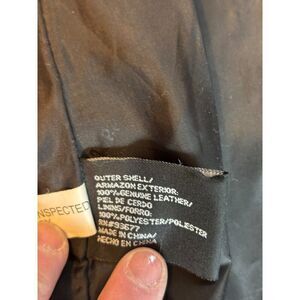 OUTER SHELL/
ARMAZON EXTERIOR:
100%GENUINE LEATHER/
PIEL DE CERDO
LINING/FORRO:
100%POLYESTER/POLIESTER
RN#93677
MADE IN CHINA/
HECHO EN CHINA
INSPECTED